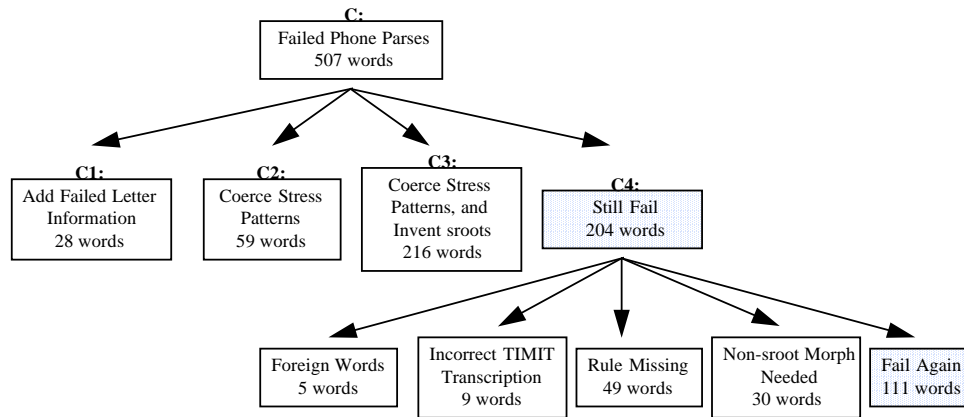 C:
Failed Phone Parses
507 words
C1:
Add Failed Letter
Information
28 words
C2:
Coerce Stress
Patterns
59 words
C3:
Coerce Stress
Patterns, and
Invent sroots
216 words
C4:
Still Fail
204 words
Foreign Words
5 words
Incorrect TIMIT
Transcription
9 words
Rule Missing
49 words
Non-sroot Morph
Needed
30 words
Fail Again
111 words